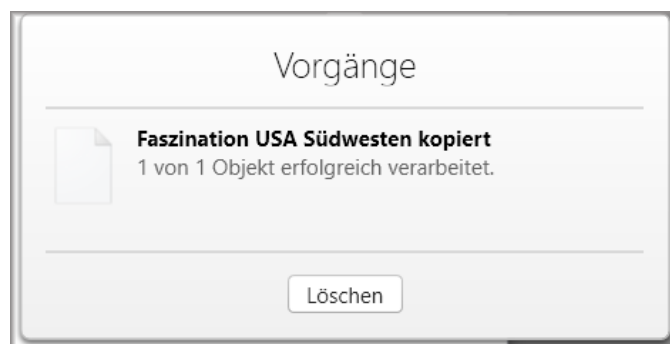 Vorgänge
Faszination USA Südwesten kopiert
1 von 1 Objekt erfolgreich verarbeitet.
Löschen